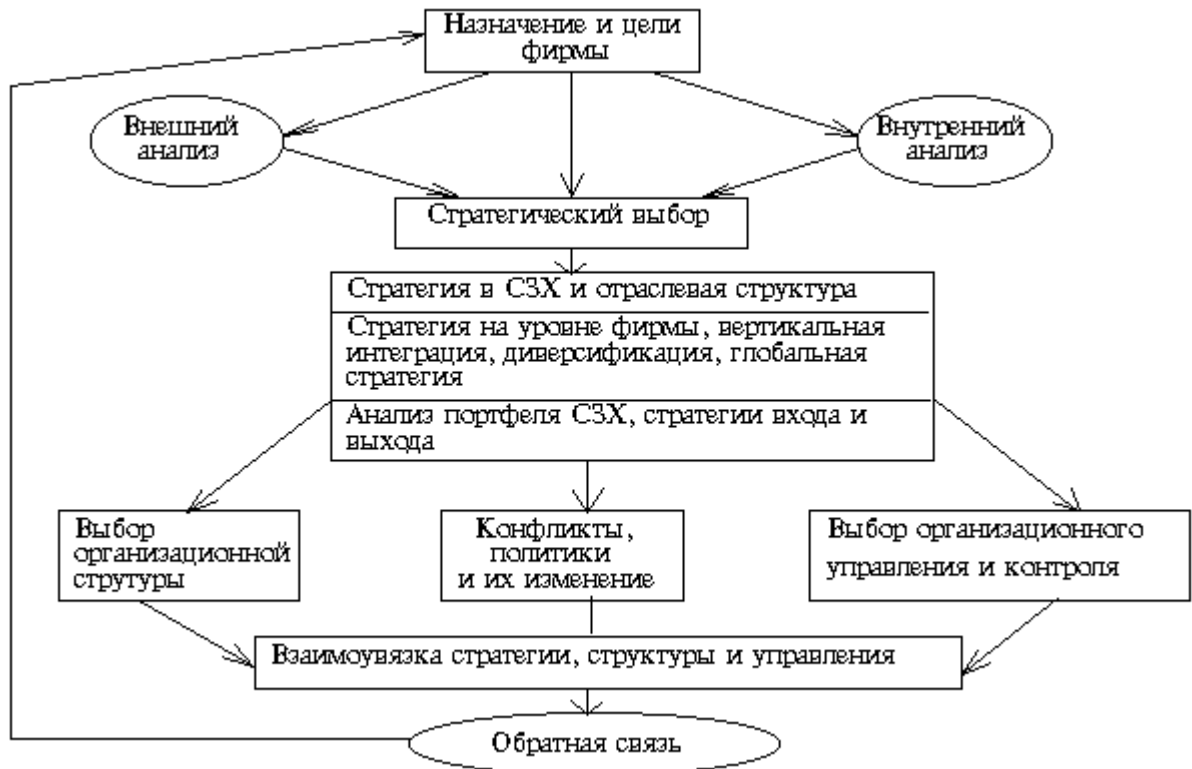 Назначение и цели
фирмы
Внешний
анализ
Внутренний
анализ
Стратегический выбор
Стратегия в СЗХ и отраслевая структура
Стратегия на уровне фирмы, вертикальная
интеграция, диверсификация, глобальная
стратегия
Анализ портфеля СЗХ, стратегии входа и
выхода
Выбор
организационной
струтуры
Конфликты,
политики
и их изменение
Выбор организационного
управления и контроля
Взаимоувязка стратегии, структуры и управления
Обратная связь